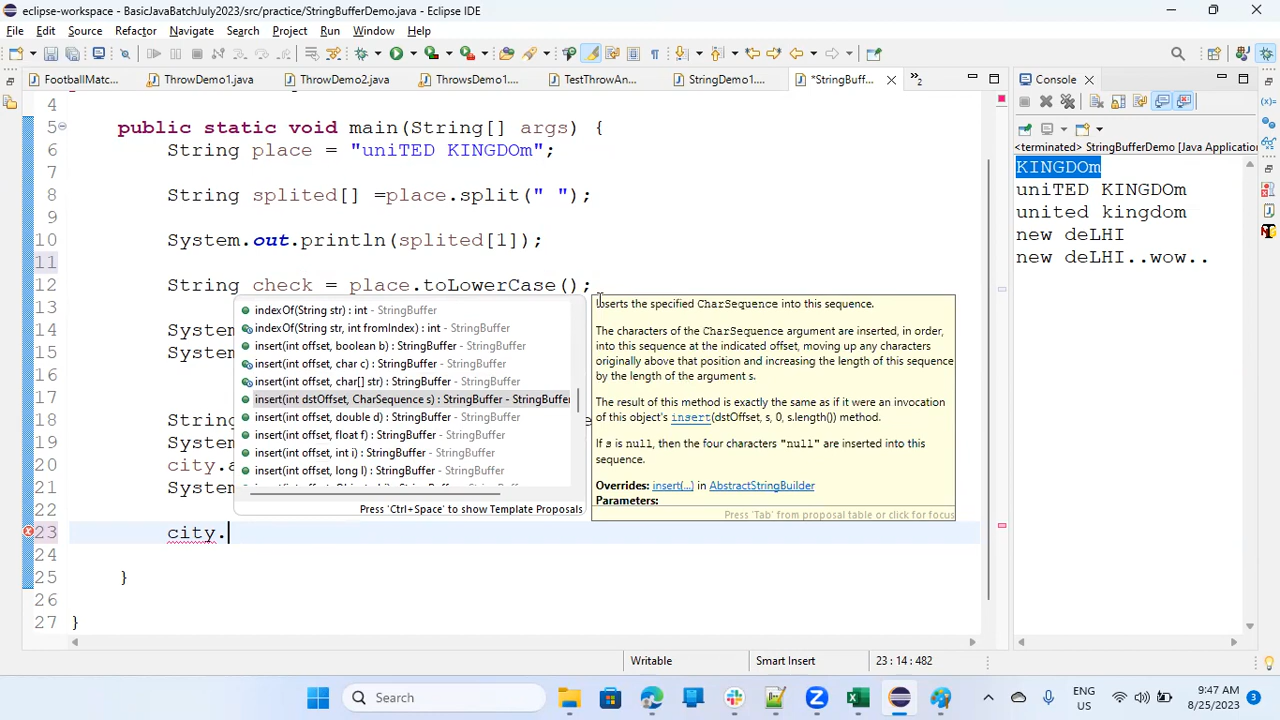 eclipse-workspace - BasicJavaBatchJuly2023/src/practice/StringBufferDemo.java - Eclipse IDE
File Edit Source Refactor Navigate Search Project Run Window Help
FootballMatc... ThrowDemo1.java ThrowDemo2.java ThrowsDemo1.... TestThrowAn... StringDemo1.... *StringBuff... »2 Console
<terminated> StringBufferDemo [Java Application
4
5 public static void main(String[] args) {
6 String place = "uniTED KINGDOm";
7
8 String splited[] =place.split(" ");
9
10 System.out.println(splited[1]);
11
12 String check = place.toLowerCase();
13
14 System
15 System
16
18 String
19 System
20 city.a
21 System
22
23 city.
24
25 }
26
27 }
indexOf(String str) : int - StringBuffer
indexOf(String str, int fromIndex) : int - StringBuffer
insert(int offset, boolean b) : StringBuffer - StringBuffer
insert(int offset, char c) : StringBuffer - StringBuffer
insert(int offset, char[] str) : StringBuffer - StringBuffer
insert(int dstOffset, CharSequence s) : StringBuffer - StringBuffer
insert(int offset, double d) : StringBuffer - StringBuffer
insert(int offset, float f) : StringBuffer - StringBuffer
insert(int offset, int i) : StringBuffer - StringBuffer
insert(int offset, long l) : StringBuffer - StringBuffer
Press 'Ctrl+Space' to show Template Proposals
Inserts the specified CharSequence into this sequence.
The characters of the CharSequence argument are inserted, in order,
into this sequence at the indicated offset, moving up any characters
originally above that position and increasing the length of this sequence
by the length of the argument s.
The result of this method is exactly the same as if it were an invocation
of this object's insert(dstOffset, s, 0, s.length()) method.
If s is null, then the four characters "null" are inserted into this
sequence.
Overrides: insert(...) in AbstractStringBuilder
Parameters:
Press 'Tab' from proposal table or click for focus
KINGDOm
uniTED KINGDOm
united kingdom
new deLHI
new deLHI..wow..
Writable Smart Insert 23 : 14 : 482
Search
ENG
US
9:47 AM
8/25/2023
3